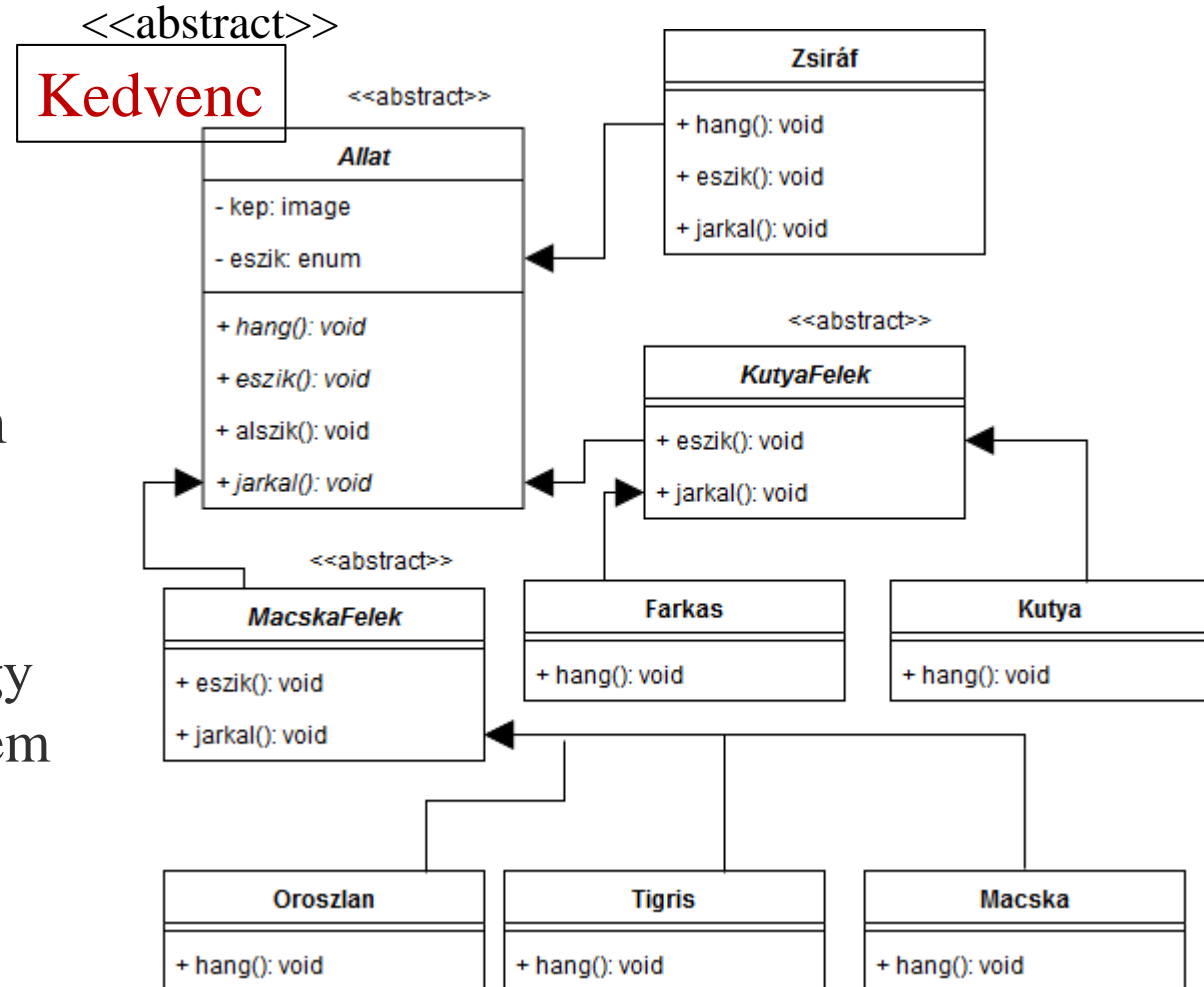 <<abstract>>
Kedvenc
<<abstract>>
Allat
- kep: image
- eszik: enum
+ hang(): void
+ eszik(): void
+ alszik(): void
+ jarkal(): void
Zsiráf
+ hang(): void
+ eszik(): void
+ jarkal(): void
<<abstract>>
KutyaFelek
+ eszik(): void
+ jarkal(): void
<<abstract>>
MacskaFelek
+ eszik(): void
+ jarkal(): void
Farkas
+ hang(): void
Kutya
+ hang(): void
Oroszlan
+ hang(): void
Tigris
+ hang(): void
Macska
+ hang(): void